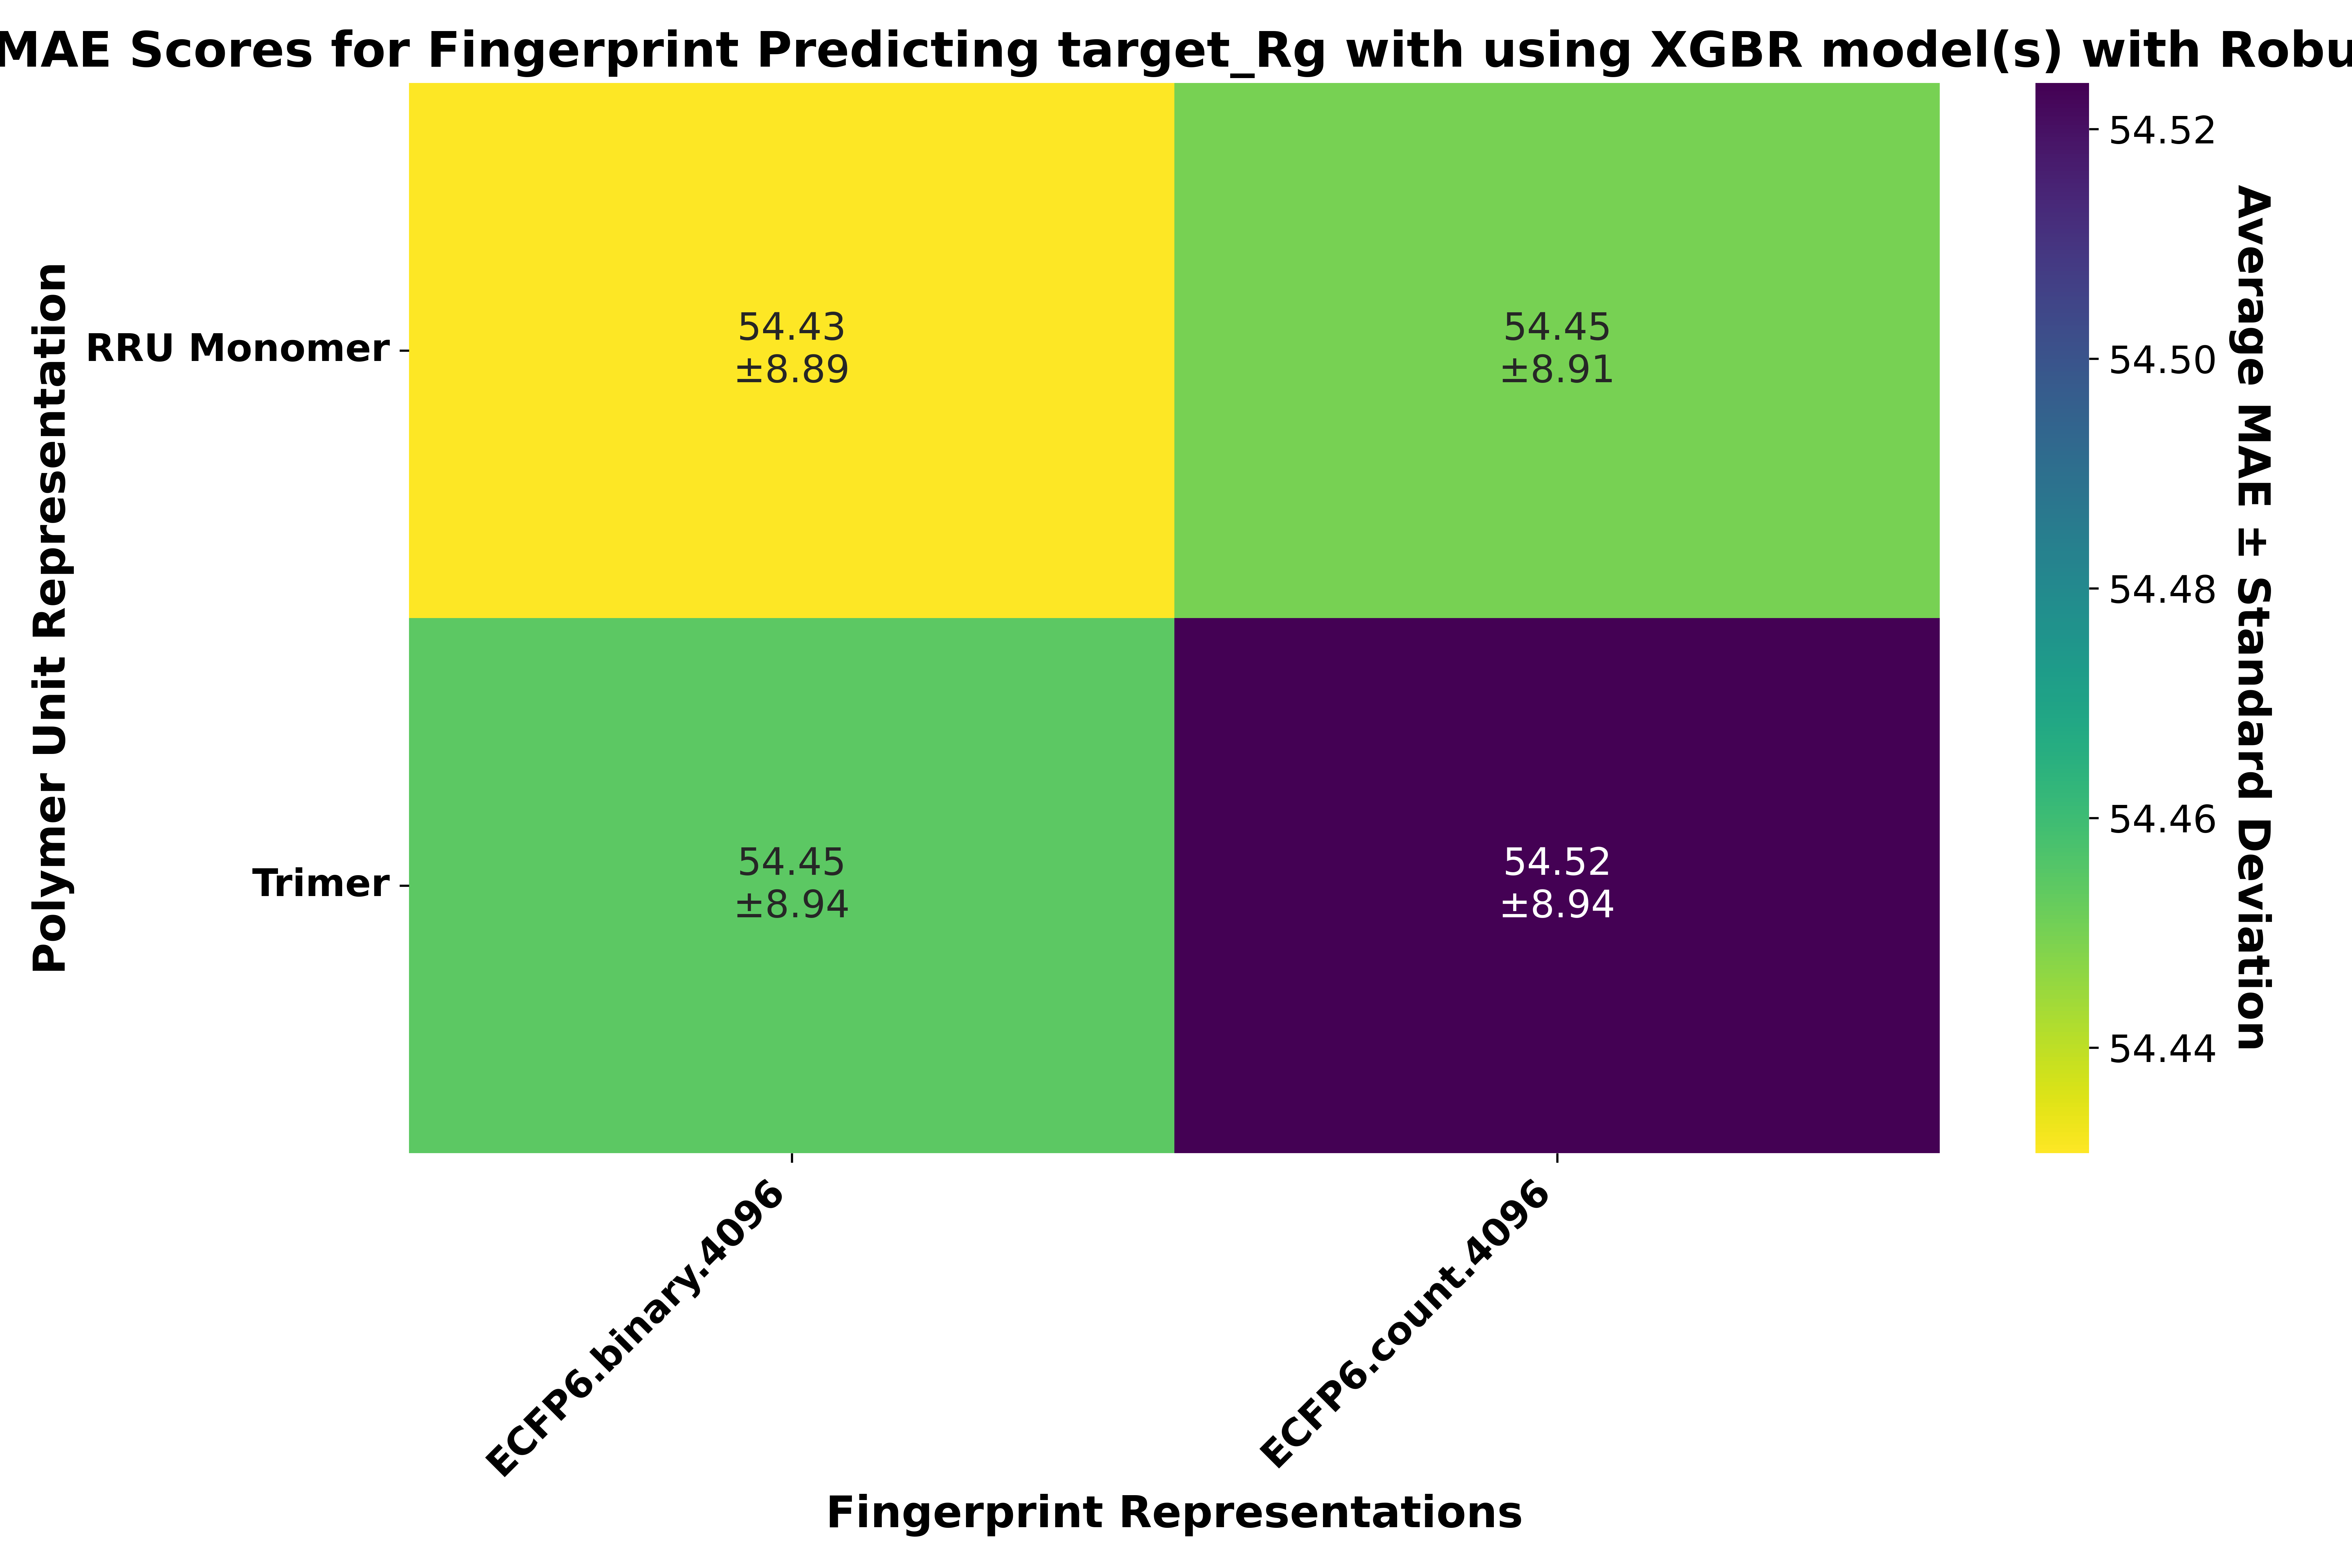 MAE Scores for Fingerprint Predicting target_Rg with using XGBR model(s) with
Polymer Unit Representation
RRU Monomer
Trimer
54.43
±8.89
54.45
±8.91
54.45
±8.94
54.52
±8.94
ECFP6.binary.4096
ECFP6.count.4096
Fingerprint Representations
54.52
54.50
54.48
54.46
54.44
Average MAE ± Standard Deviation